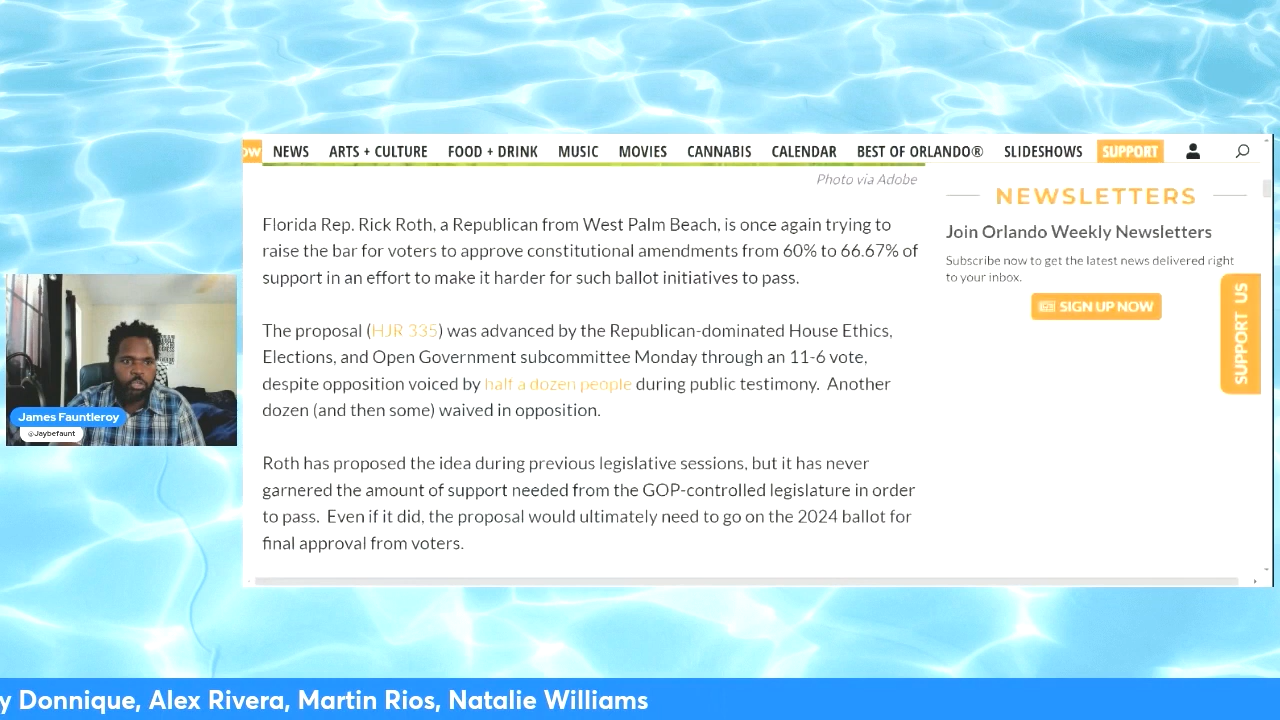 OW NEWS ARTS + CULTURE FOOD + DRINK MUSIC MOVIES CANNABIS CALENDAR BEST OF ORLANDO® SLIDESHOWS SUPPORT
Photo via Adobe
Florida Rep. Rick Roth, a Republican from West Palm Beach, is once again trying to
raise the bar for voters to approve constitutional amendments from 60% to 66.67% of
support in an effort to make it harder for such ballot initiatives to pass.
The proposal (HJR 335) was advanced by the Republican-dominated House Ethics,
Elections, and Open Government subcommittee Monday through an 11-6 vote,
despite opposition voiced by half a dozen people during public testimony. Another
dozen (and then some) waived in opposition.
Roth has proposed the idea during previous legislative sessions, but it has never
garnered the amount of support needed from the GOP-controlled legislature in order
to pass. Even if it did, the proposal would ultimately need to go on the 2024 ballot for
final approval from voters.
NEWSLETTERS
Join Orlando Weekly Newsletters
Subscribe now to get the latest news delivered right
to your inbox.
SIGN UP NOW
SUPPORT US
James Fauntleroy
@Jaybefaunt
y Donnique, Alex Rivera, Martin Rios, Natalie Williams